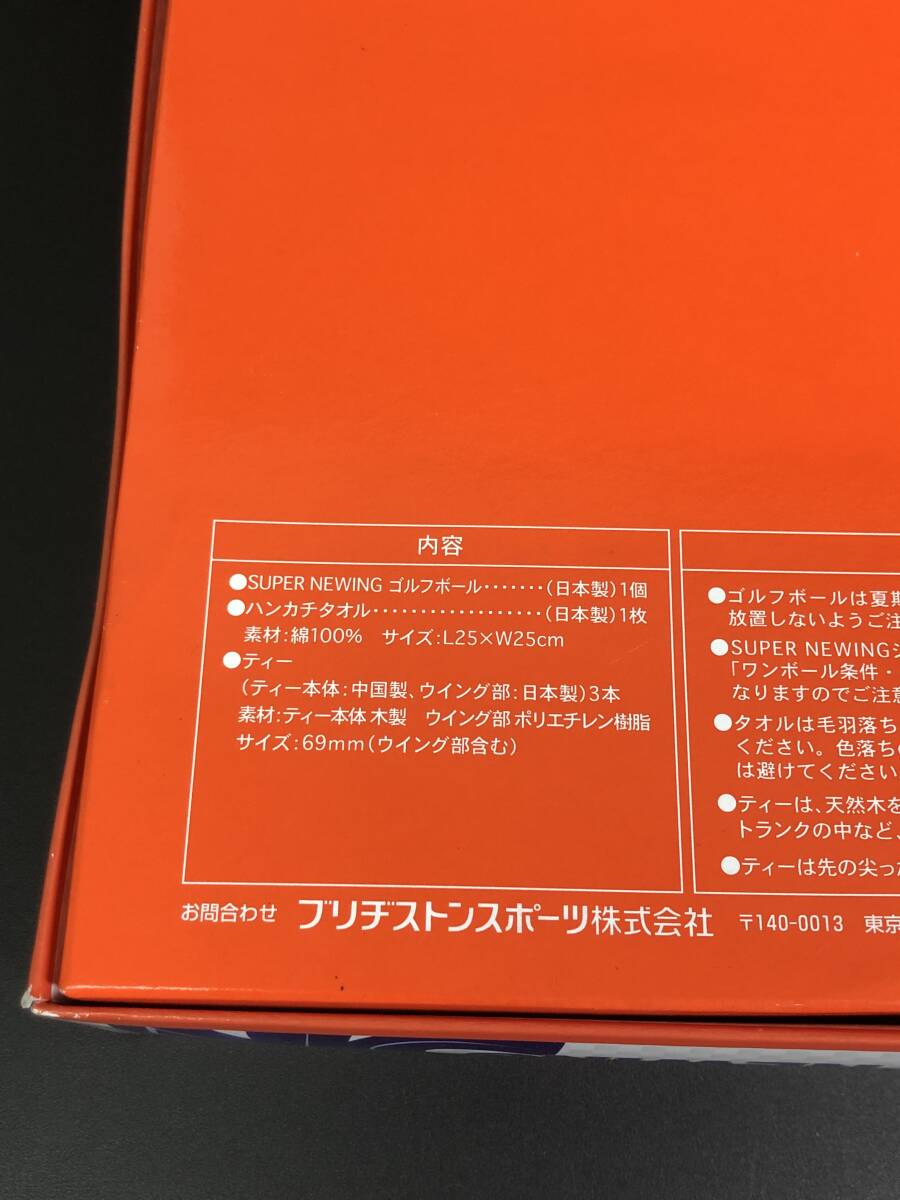 内容
●SUPER NEWING ゴルフボール・・・・・・・(日本製)1個
●ハンカチタオル・・・・・・・・・・・・・・・・・・(日本製)1枚
素材:綿100% サイズ:L25×W25cm
●ティー
(ティー本体:中国製、ウイング部:日本製)3本
素材:ティー本体 木製 ウイング部 ポリエチレン樹脂
サイズ:69mm(ウイング部含む)
●ゴルフボールは夏期
放置しないようご注
●SUPER NEWINGシ
「ワンボール条件・
なりますのでご注意
●タオルは毛羽落ち
ください。色落ちの
は避けてください
●ティーは、天然木を
トランクの中など、
●ティーは先の尖った
お問合わせ ブリヂストンスポーツ株式会社 〒140-0013 東京